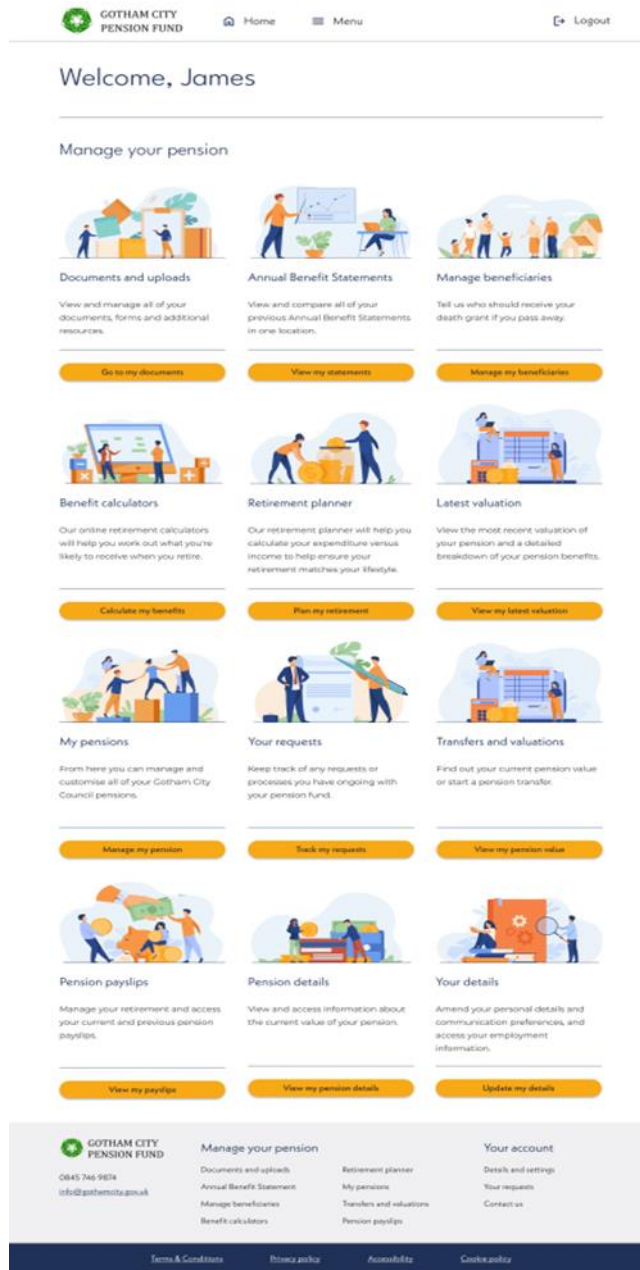 GOTHAM CITY
PENSION FUND
Home
Menu
Logout
Welcome, James
Manage your pension
Documents and uploads
View and manage all of your
documents, forms and additional
resources.
Go to my documents
Annual Benefit Statements
View and compare all of your
previous Annual Benefit Statements
in one location.
View my statements
Manage beneficiaries
Tell us who should receive your
death grant if you pass away.
Manage my beneficiaries
Benefit calculators
Our online retirement calculators
will help you work out what you're
likely to receive when you retire.
Calculate my benefits
Retirement planner
Our retirement planner will help you
calculate your expenditure versus
income to help ensure your
retirement matches your lifestyle.
Plan my retirement
Latest valuation
View the most recent valuation of
your pension and a detailed
breakdown of your pension benefits.
View my latest valuation
My pensions
From here you can manage and
customise all of your Gotham City
Council pensions.
Manage my pension
Your requests
Keep track of any requests or
processes you have ongoing with
your pension fund.
Track my requests
Transfers and valuations
Find out your current pension value
or start a pension transfer.
View my pension value
Pension payslips
Manage your retirement and access
your current and previous pension
payslips.
View my payslips
Pension details
View and access information about
the current value of your pension.
View my pension details
Your details
Amend your personal details and
communication preferences, and
access your employment
information.
Update my details
GOTHAM CITY
PENSION FUND
0845 746 9874
info@gothamcity.gov.uk
Manage your pension
Documents and uploads
Annual Benefit Statement
Manage beneficiaries
Benefit calculators
Retirement planner
My pensions
Transfers and valuations
Pension payslips
Your account
Details and settings
Your requests
Contact us
Terms & Conditions
Privacy policy
Accessibility
Cookie policy